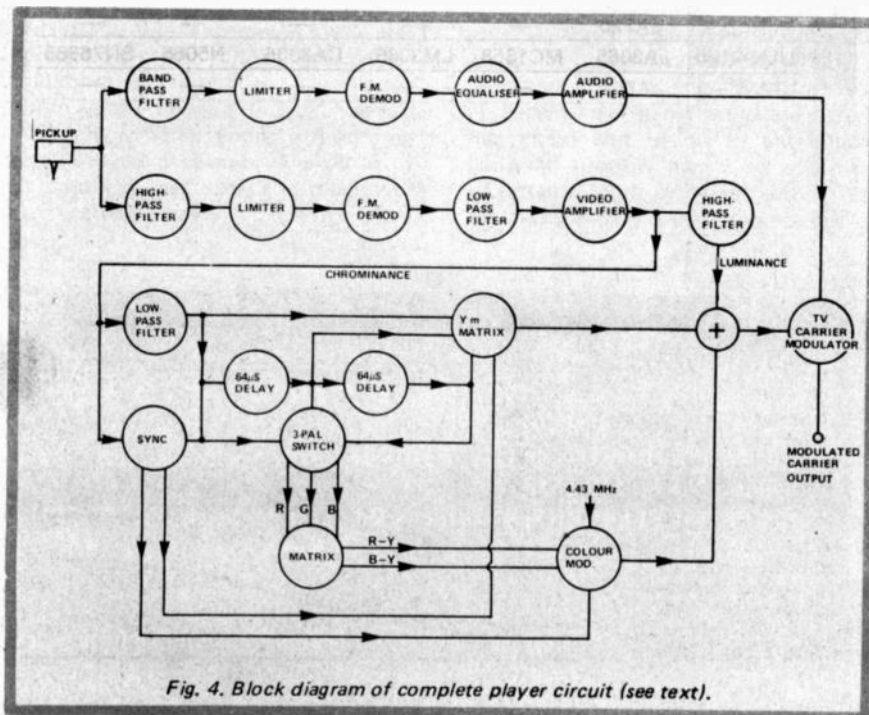 BAND-
PASS
FILTER
LIMITER
F.M.
DEMOD
AUDIO
EQUALISER
AUDIO
AMPLIFIER
PICKUP
HIGH-
PASS
FILTER
LIMITER
F.M.
DEMOD
LOW-
PASS
FILTER
VIDEO
AMPLIFIER
HIGH-
PASS
FILTER
CHROMINANCE
LUMINANCE
LOW-
PASS
FILTER
Y m
MATRIX
+
TV
CARRIER
MODULATOR
64µS
DELAY
64µS
DELAY
SYNC
3-PAL
SWITCH
MODULATED
CARRIER
OUTPUT
4.43 MHz
R G B
MATRIX
R-Y
B-Y
COLOUR
MOD.
Fig. 4. Block diagram of complete player circuit (see text).